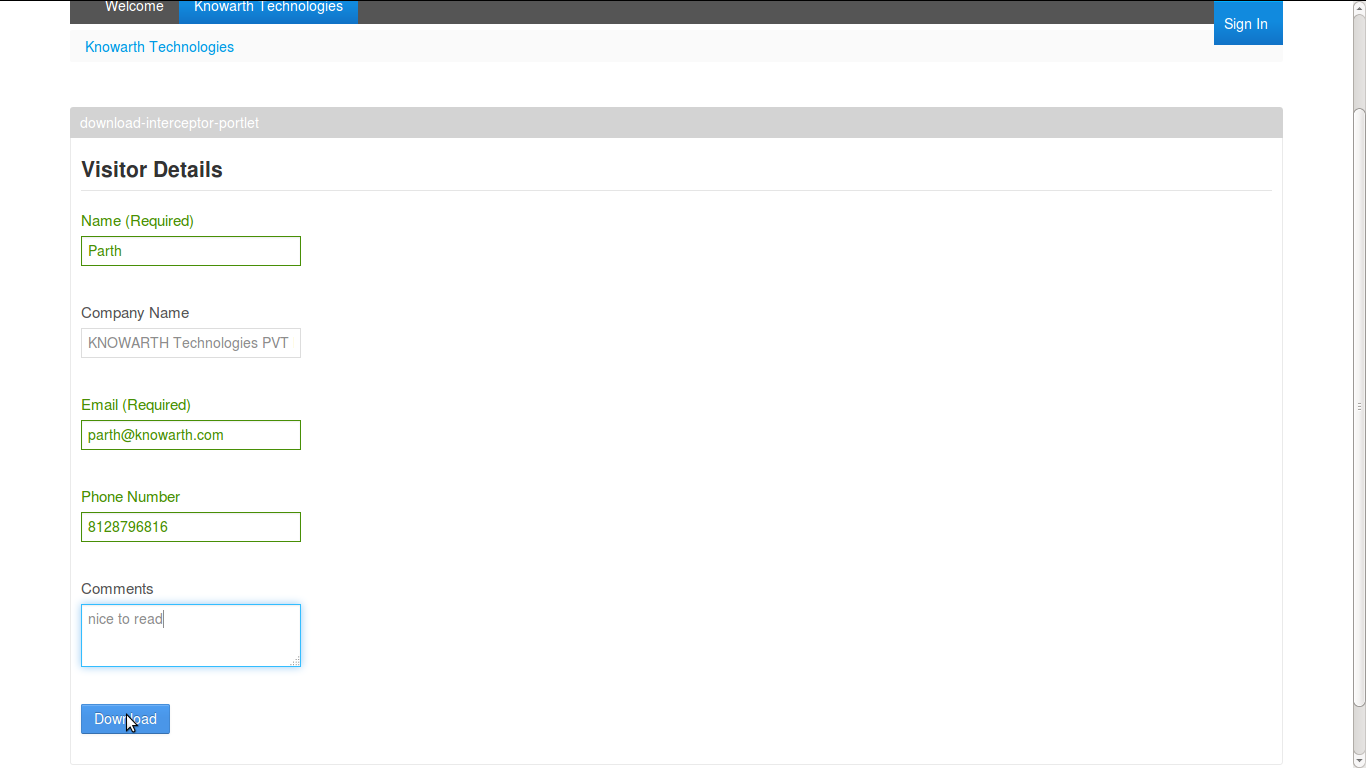 Welcome
Knowarth Technologies
Sign In
Knowarth Technologies
download-interceptor-portlet
Visitor Details
Name (Required)
Parth
Company Name
KNOWARTH Technologies PVT
Email (Required)
parth@knowarth.com
Phone Number
8128796816
Comments
nice to read
Download